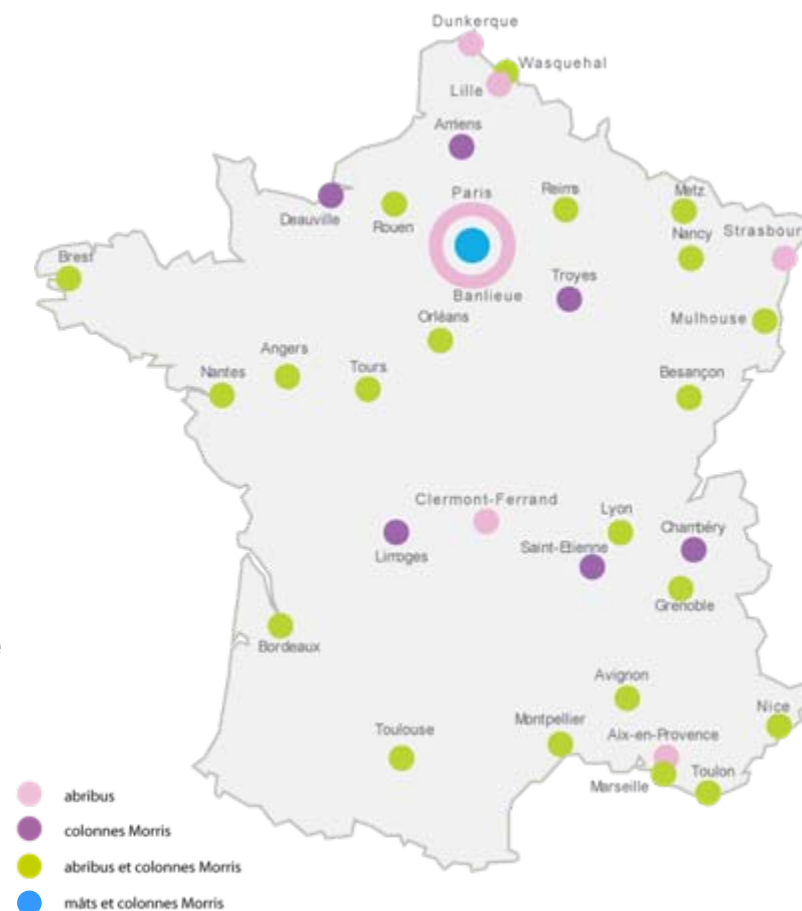 Dunkerque
Wasquehal
Lille
Amiens
Paris
Reims
Metz
Deauville
Rouen
Nancy
Strasbour
Brest
Troyes
Banlieue
Orléans
Mulhouse
Angers
Tours
Nantes
Besançon
Clermont-Ferrand
Lyon
Chambéry
Saint-Etienne
Limoges
Grenoble
Bordeaux
Avignon
Nice
Montpellier
Toulouse
Aix-en-Provence
Toulon
Marseille
abribus
colonnes Morris
abribus et colonnes Morris
mâts et colonnes Morris